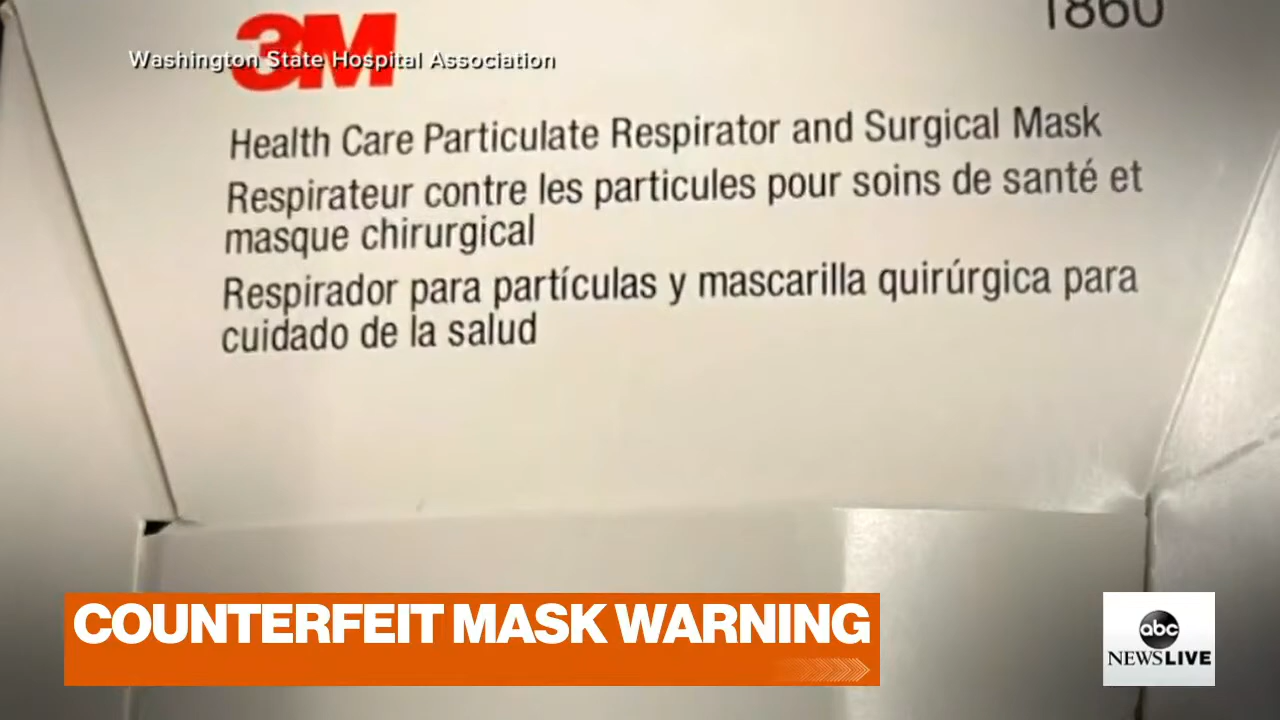 1860
3M
Washington State Hospital Association
Health Care Particulate Respirator and Surgical Mask
Respirateur contre les particules pour soins de santé et
masque chirurgical
Respirador para partículas y mascarilla quirúrgica para
cuidado de la salud
COUNTERFEIT MASK WARNING
abc
NEWSLIVE